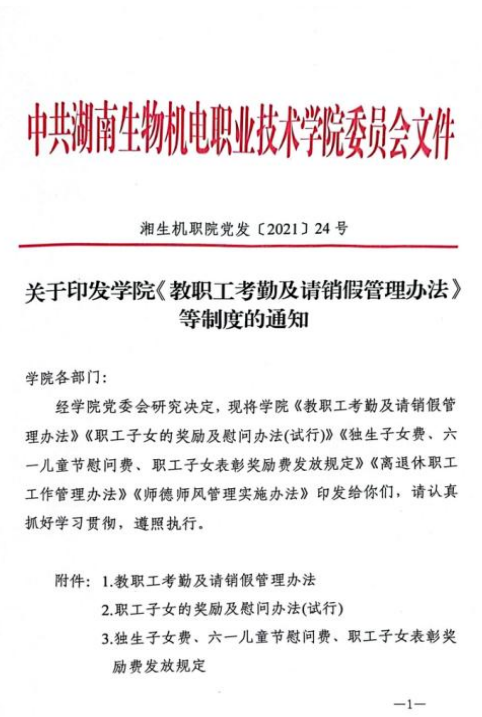 中共湖南生物机电职业技术学院委员会文件
湘生机职院党发〔2021〕24号
关于印发学院《教职工考勤及请销假管理办法》
等制度的通知
学院各部门：
经学院党委会研究决定，现将学院《教职工考勤及请销假管
理办法》《职工子女的奖励及慰问办法(试行)》《独生子女费、六
一儿童节慰问费、职工子女表彰奖励费发放规定》《离退休职工
工作管理办法》《师德师风管理实施办法》印发给你们，请认真
抓好学习贯彻，遵照执行。
附件：1.教职工考勤及请销假管理办法
2.职工子女的奖励及慰问办法(试行)
3.独生子女费、六一儿童节慰问费、职工子女表彰奖
励费发放规定
—1—